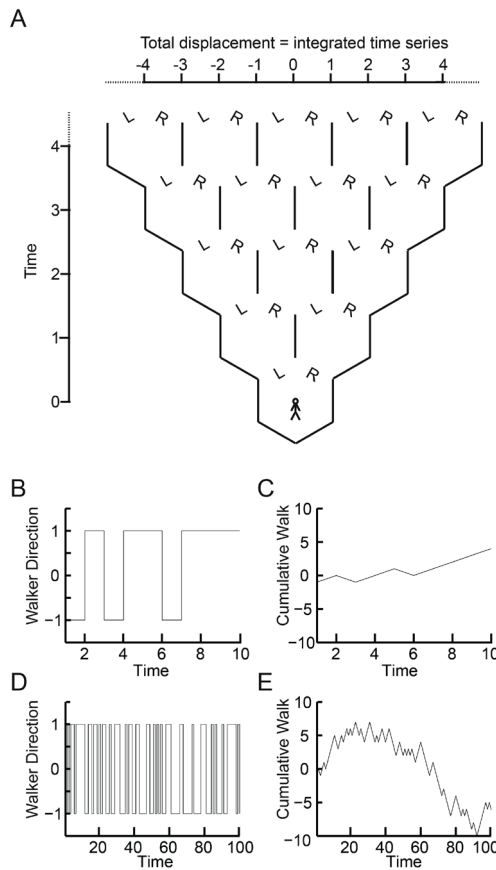 A
Total displacement = integrated time series
-4 -3 -2 -1 0 1 2 3 4
L R L R L R L R L R
4
L R L R L R L R
3
L R L R L R
2
L R L R
1
L R
0
Time
B
Walker Direction
1
0
−1
2 4 6 8 10
Time
C
Cumulative Walk
10
5
0
−5
−10
2 4 6 8 10
Time
D
Walker Direction
1
0
−1
20 40 60 80 100
Time
E
Cumulative Walk
10
5
0
−5
−10
20 40 60 80 100
Time